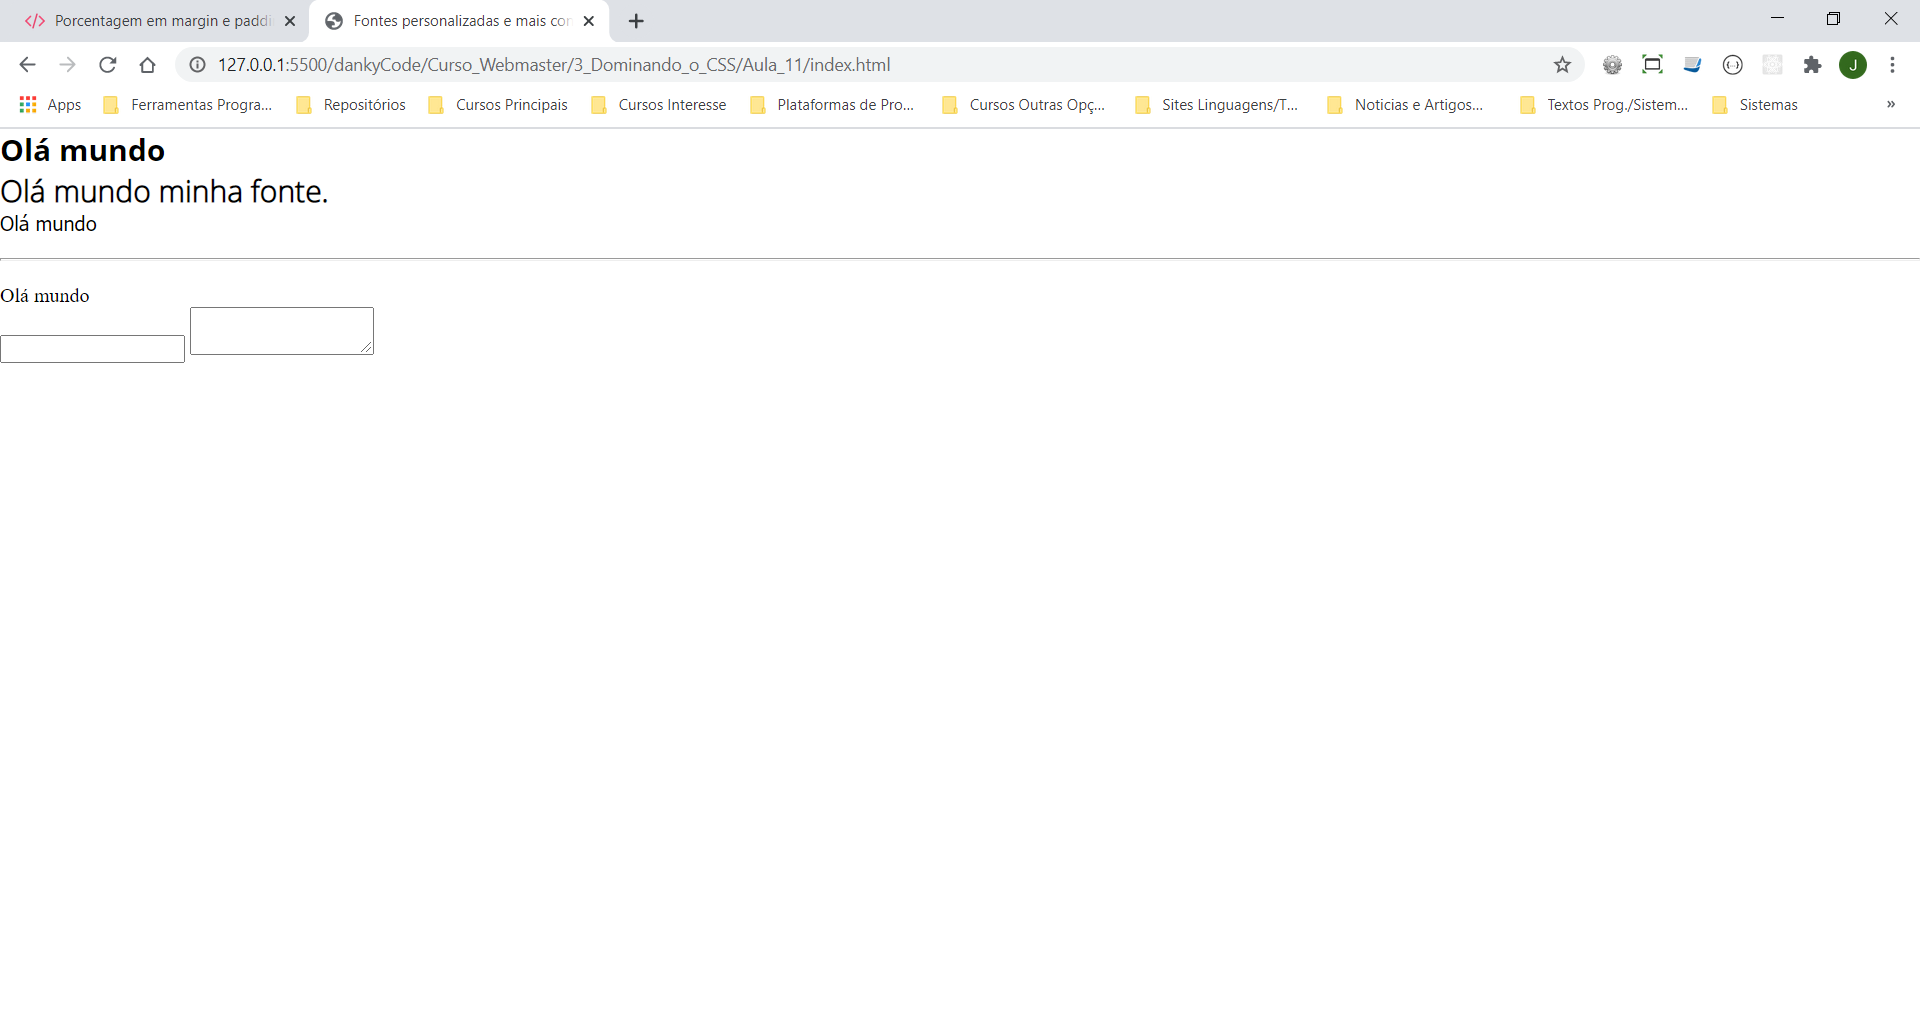 </> Porcentagem em margin e padd
Fontes personalizadas e mais co
127.0.0.1:5500/dankyCode/Curso_Webmaster/3_Dominando_o_CSS/Aula_11/index.html
J
Apps Ferramentas Progra... Repositórios Cursos Principais Cursos Interesse Plataformas de Pro... Cursos Outras Opç... Sites Linguagens/T... Noticias e Artigos... Textos Prog./Sistem... Sistemas »
Olá mundo
Olá mundo minha fonte.
Olá mundo
Olá mundo